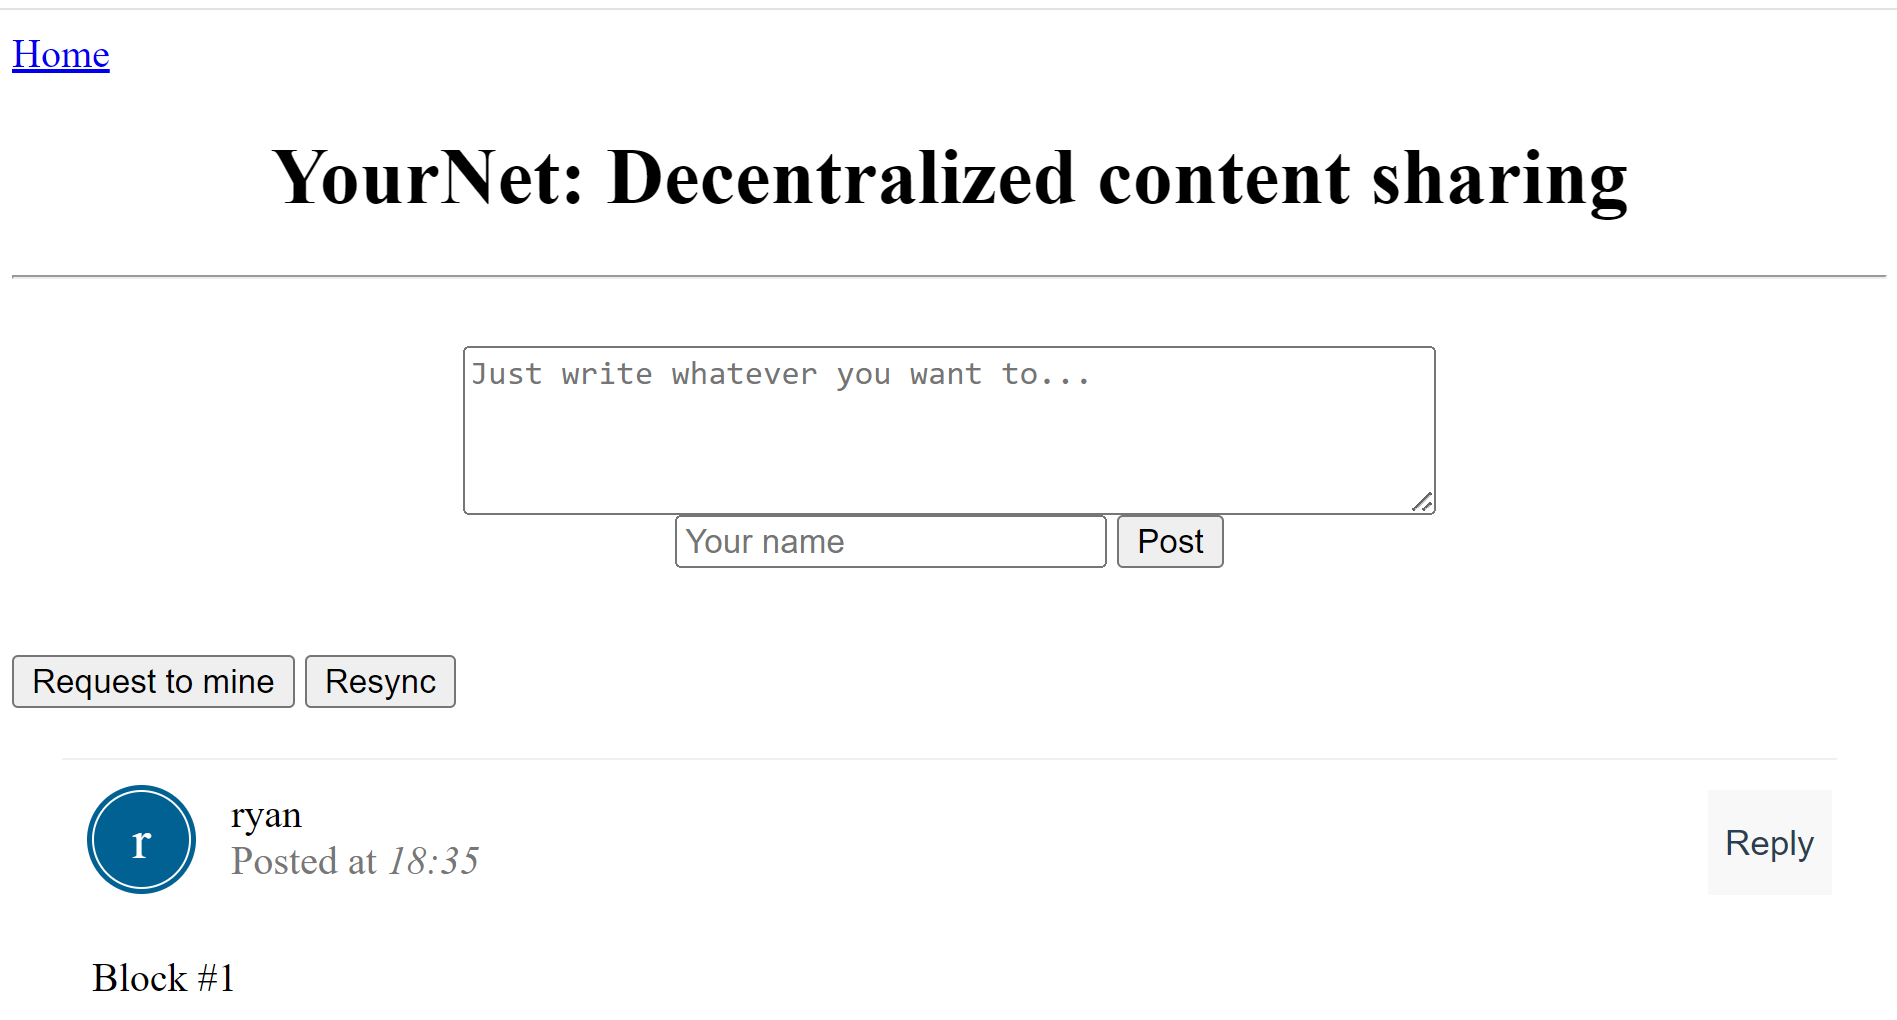 Home
YourNet: Decentralized content sharing
Just write whatever you want to...
Your name Post
Request to mine Resync
r
ryan
Posted at 18:35
Reply
Block #1